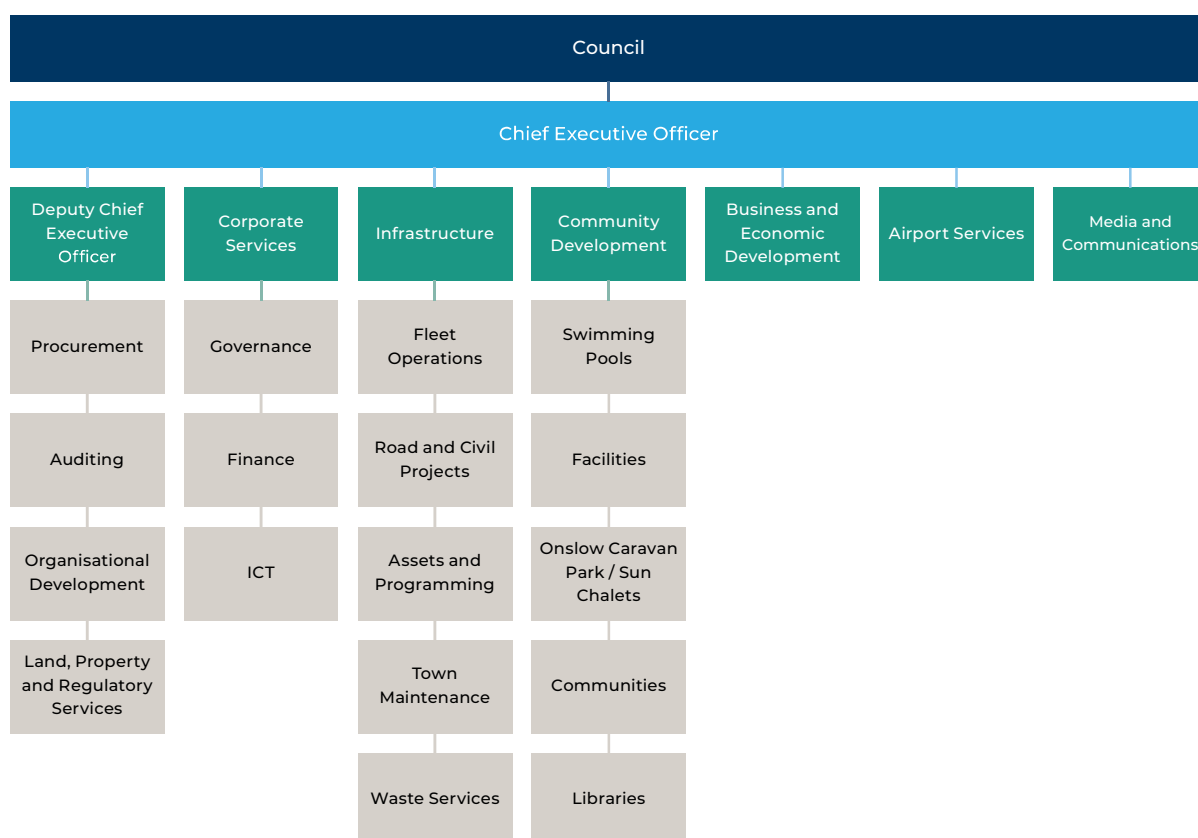 Council
Chief Executive Officer
Deputy Chief
Executive
Officer
Corporate
Services
Infrastructure
Community
Development
Business and
Economic
Development
Airport Services
Media and
Communications
Procurement
Governance
Fleet
Operations
Swimming
Pools
Auditing
Finance
Road and Civil
Projects
Facilities
Organisational
Development
ICT
Assets and
Programming
Onslow Caravan
Park / Sun
Chalets
Land, Property
and Regulatory
Services
Town
Maintenance
Communities
Waste Services
Libraries